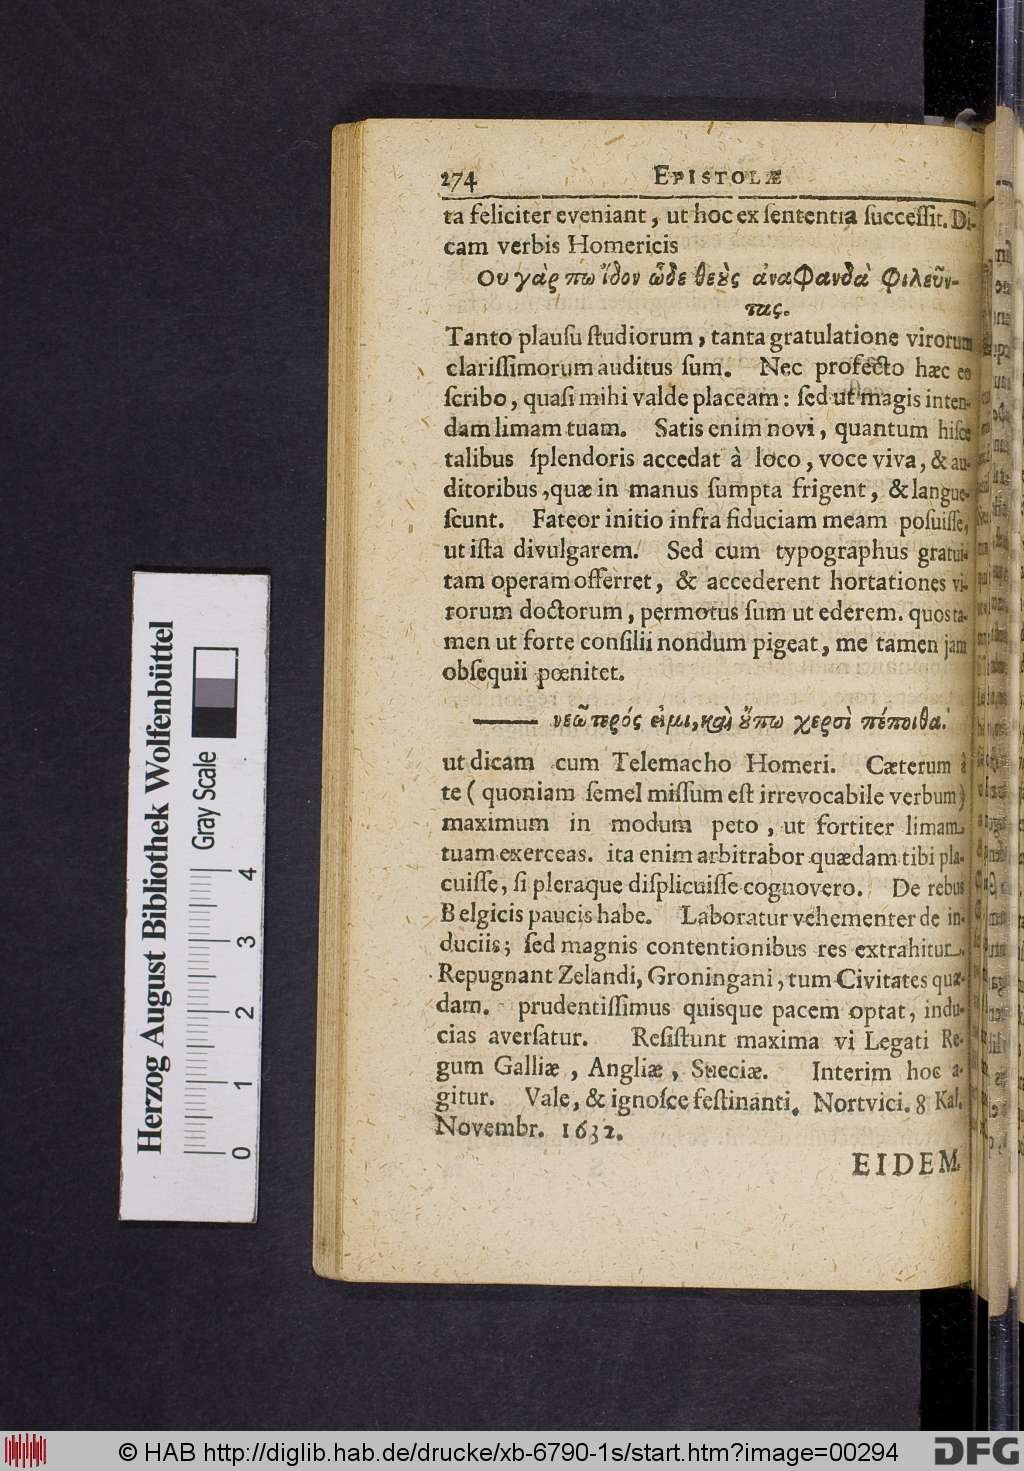 274 EPISTOLÆ
ta feliciter eveniant, ut hoc ex ſententia ſucceſſit. Di-
cam verbis Homericis
Ου γὰρ πω ἴδον ὧδε θεȣ̀ς ἀναφανδὰ φιλεῦν-
τας.
Tanto plauſu ſtudiorum, tanta gratulatione virorum
clariſſimorum auditus ſum. Nec profecto hæc eo
ſcribo, quaſi mihi valde placeam: ſed ut magis inten-
dam limam tuam. Satis enim novi, quantum hiſce
talibus ſplendoris accedat à loco, voce viva, & au-
ditoribus, quæ in manus ſumpta frigent, & langue-
ſcunt. Fateor initio infra fiduciam meam poſuiſſe,
ut iſta divulgarem. Sed cum typographus gratui-
tam operam offerret, & accederent hortationes vi-
rorum doctorum, permotus ſum ut ederem. quos ta-
men ut forte conſilii nondum pigeat, me tamen jam
obſequii pœnitet.
——— νεώτερός εἰμι, καὶ ȣ̓́πω χερσὶ πέποιθα.
ut dicam cum Telemacho Homeri. Cæterum à
te (quoniam ſemel miſſum eſt irrevocabile verbum)
maximum in modum peto, ut fortiter limam
tuam exerceas. ita enim arbitrabor quædam tibi pla-
cuiſſe, ſi pleraque diſplicuiſſe cognovero. De rebus
Belgicis paucis habe. Laboratur vehementer de in-
duciis; ſed magnis contentionibus res extrahitur.
Repugnant Zelandi, Groningani, tum Civitates quæ-
dam. prudentiſſimus quisque pacem optat, indu-
cias averſatur. Reſiſtunt maxima vi Legati Re-
gum Galliæ, Angliæ, Sueciæ. Interim hoc a-
gitur. Vale, & ignoſce feſtinanti. Nortvici. 8 Kal.
Novembr. 1632.
EIDEM
Herzog August Bibliothek Wolfenbüttel
Gray Scale
0 1 2 3 4
© HAB http://diglib.hab.de/drucke/xb-6790-1s/start.htm?image=00294
DFG